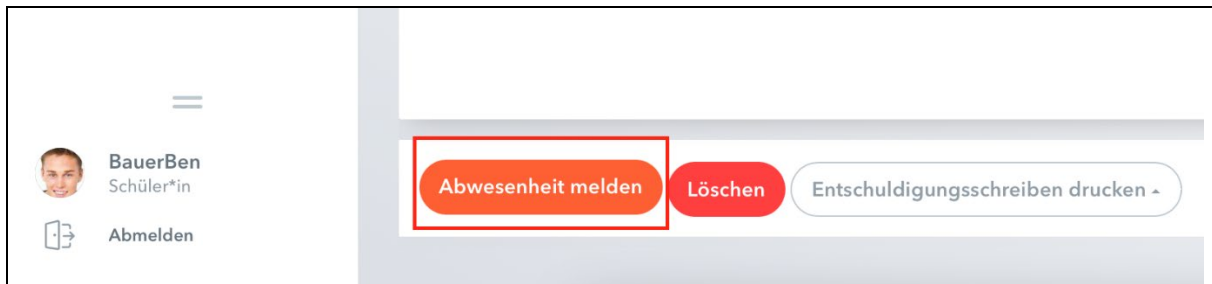 BauerBen
Schüler*in
Abmelden
Abwesenheit melden
Löschen
Entschuldigungsschreiben drucken